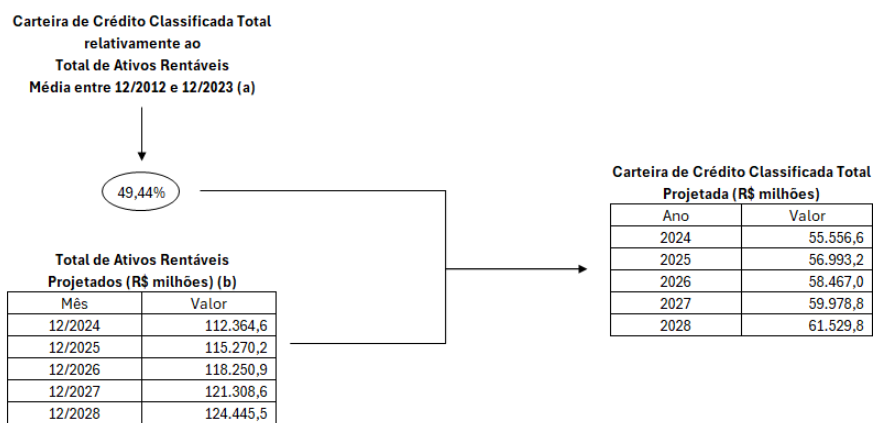 Carteira de Crédito Classificada Total
relativamente ao
Total de Ativos Rentáveis
Média entre 12/2012 e 12/2023 (a)
49,44%
Total de Ativos Rentáveis
Projetados (R$ milhões) (b)
Mês Valor
12/2024 112.364,6
12/2025 115.270,2
12/2026 118.250,9
12/2027 121.308,6
12/2028 124.445,5
Carteira de Crédito Classificada Total
Projetada (R$ milhões)
Ano Valor
2024 55.556,6
2025 56.993,2
2026 58.467,0
2027 59.978,8
2028 61.529,8